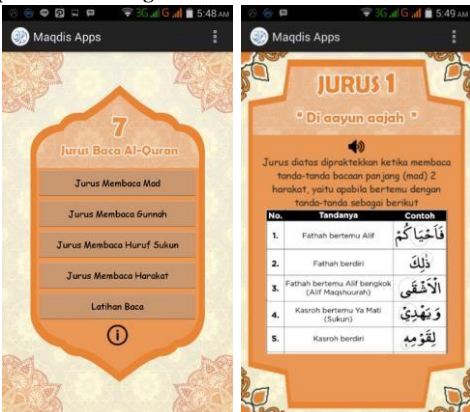 3G G 5:48 AM
Maqdis Apps
7
Jurus Baca Al-Quran
Jurus Membaca Mad
Jurus Membaca Gunnah
Jurus Membaca Huruf Sukun
Jurus Membaca Harakat
Latihan Baca
3G G 5:49 AM
Maqdis Apps
JURUS 1
" Di aayun aajah "
Jurus diatas dipraktekkan ketika membaca
tanda-tanda bacaan panjang (mad) 2
harakat, yaitu apabila bertemu dengan
tanda-tanda sebagai berikut
No. Tandanya Contoh
1. Fathah bertemu Alif فَاَحْيَاكُمْ
2. Fathah berdiri ذٰلِكَ
3. Fathah bertemu Alif bengkok (Alif Maqshuurah) الْاَشْقَى
4. Kasroh bertemu Ya Mati (Sukun) وَيَهْدِيْ
5. Kasroh berdiri لِقَوْمِهٖ